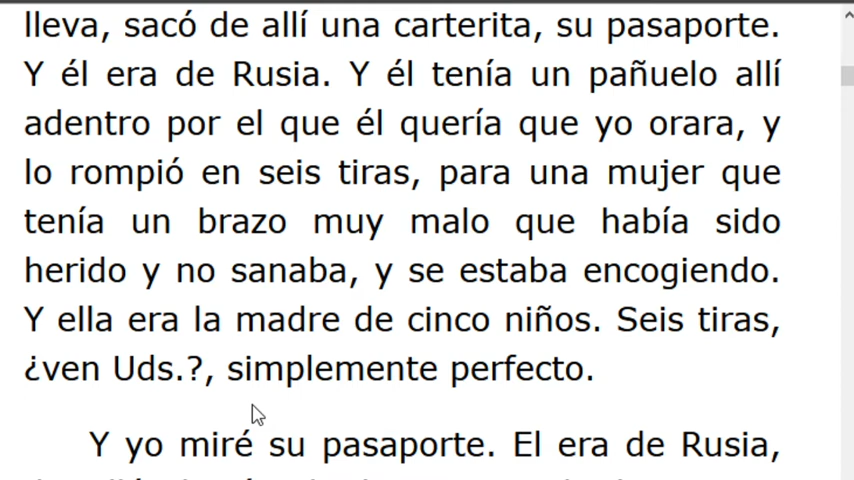 lleva, sacó de allí una carterita, su pasaporte.
Y él era de Rusia. Y él tenía un pañuelo allí
adentro por el que él quería que yo orara, y
lo rompió en seis tiras, para una mujer que
tenía un brazo muy malo que había sido
herido y no sanaba, y se estaba encogiendo.
Y ella era la madre de cinco niños. Seis tiras,
¿ven Uds.?, simplemente perfecto.
Y yo miré su pasaporte. El era de Rusia,